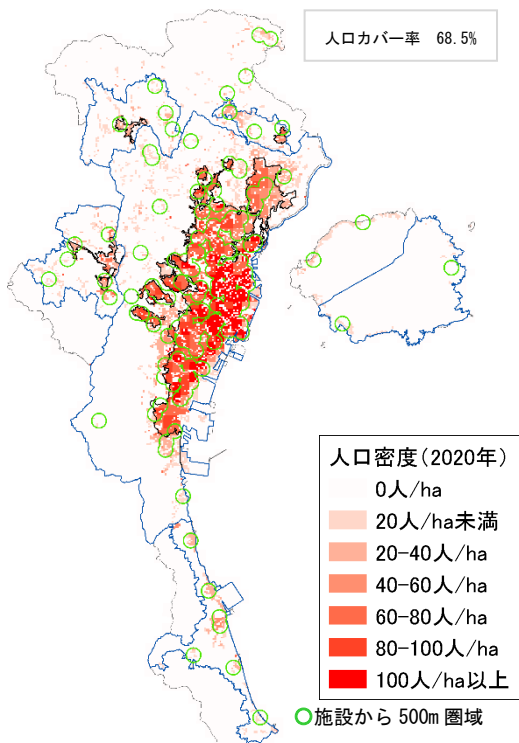 人口カバー率 68.5%
人口密度(2020年)
0人/ha
20人/ha未満
20-40人/ha
40-60人/ha
60-80人/ha
80-100人/ha
100人/ha以上
施設から500m圏域